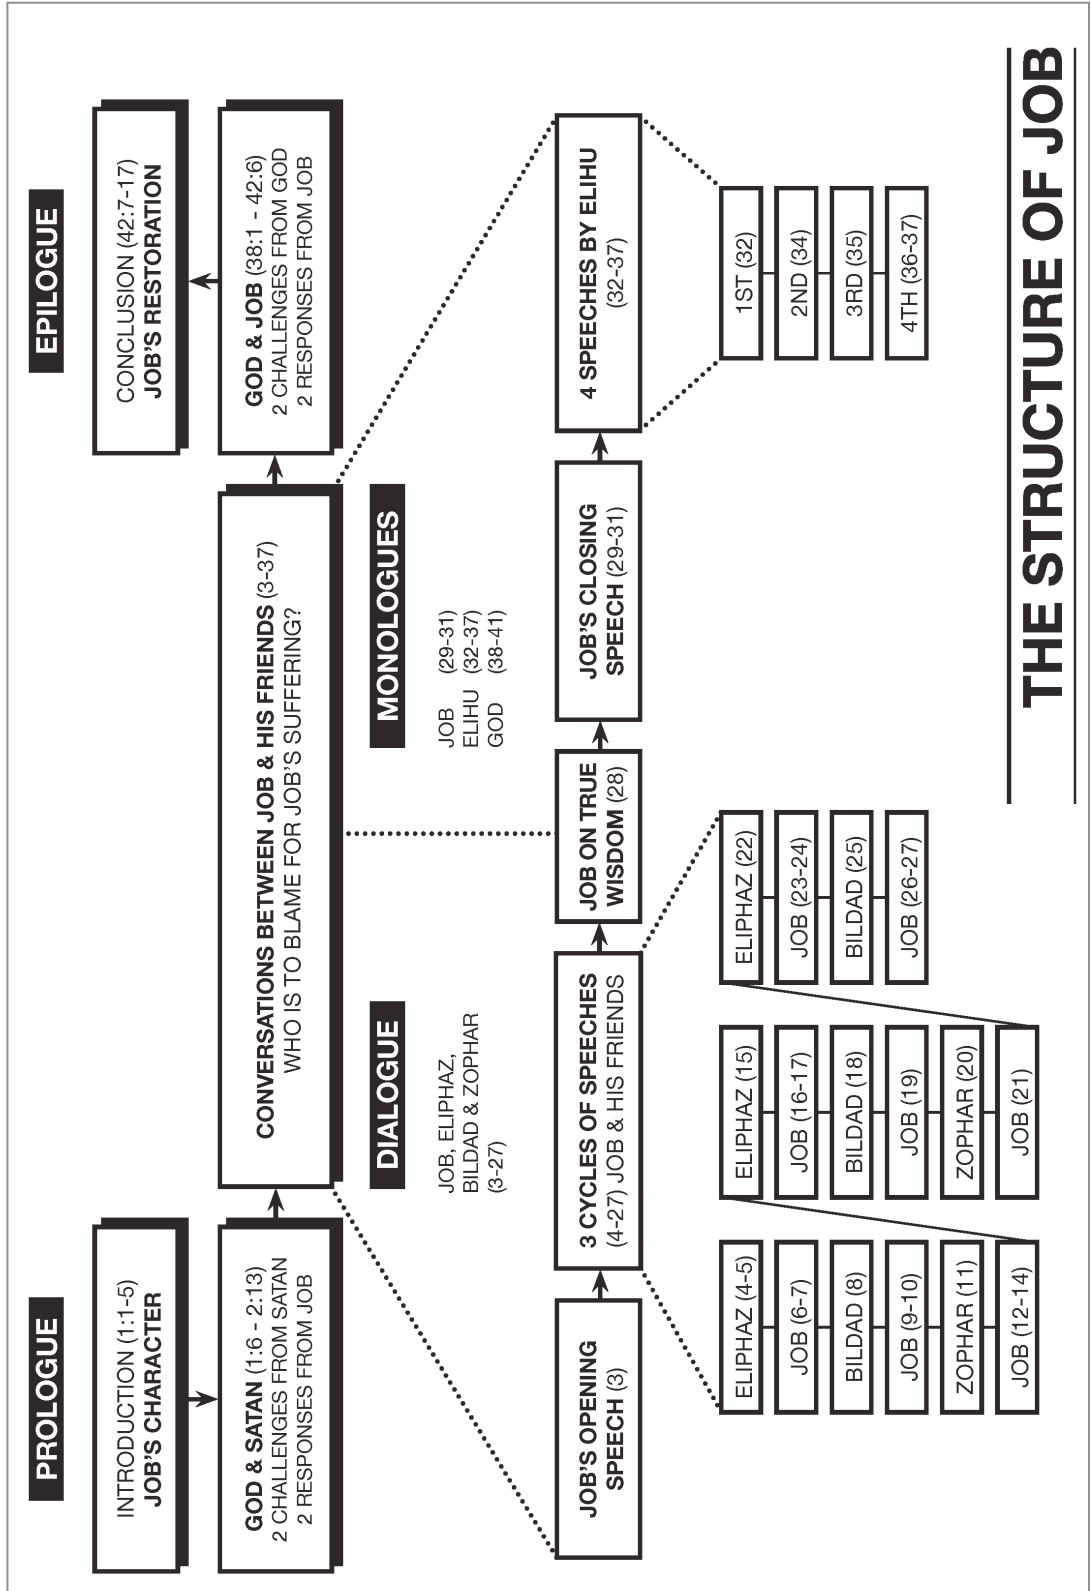 PROLOGUE
EPILOGUE
INTRODUCTION (1:1-5)
JOB'S CHARACTER
CONCLUSION (42:7-17)
JOB'S RESTORATION
GOD & SATAN (1:6 - 2:13)
2 CHALLENGES FROM SATAN
2 RESPONSES FROM JOB
CONVERSATIONS BETWEEN JOB & HIS FRIENDS (3-37)
WHO IS TO BLAME FOR JOB'S SUFFERING?
GOD & JOB (38:1 - 42:6)
2 CHALLENGES FROM GOD
2 RESPONSES FROM JOB
DIALOGUE
JOB, ELIPHAZ,
BILDAD & ZOPHAR
(3-27)
MONOLOGUES
JOB (29-31)
ELIHU (32-37)
GOD (38-41)
JOB'S OPENING
SPEECH (3)
3 CYCLES OF SPEECHES
(4-27) JOB & HIS FRIENDS
JOB ON TRUE
WISDOM (28)
JOB'S CLOSING
SPEECH (29-31)
4 SPEECHES BY ELIHU
(32-37)
ELIPHAZ (4-5)
JOB (6-7)
BILDAD (8)
JOB (9-10)
ZOPHAR (11)
JOB (12-14)
ELIPHAZ (15)
JOB (16-17)
BILDAD (18)
JOB (19)
ZOPHAR (20)
JOB (21)
ELIPHAZ (22)
JOB (23-24)
BILDAD (25)
JOB (26-27)
1ST (32)
2ND (34)
3RD (35)
4TH (36-37)
THE STRUCTURE OF JOB